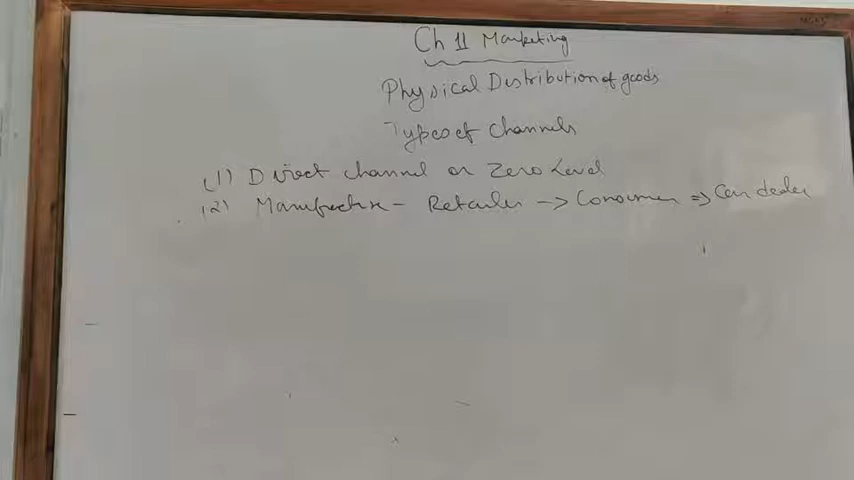 Ch 11 Marketing
Physical Distribution of goods
Types of Channels
(1) Direct channel or Zero Level
(2) Manufacture - Retailer -> Consumer => Car dealer